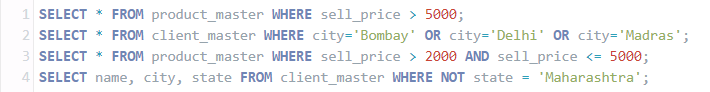 1 SELECT * FROM product_master WHERE sell_price > 5000;
2 SELECT * FROM client_master WHERE city='Bombay' OR city='Delhi' OR city='Madras';
3 SELECT * FROM product_master WHERE sell_price > 2000 AND sell_price <= 5000;
4 SELECT name, city, state FROM client_master WHERE NOT state = 'Maharashtra';